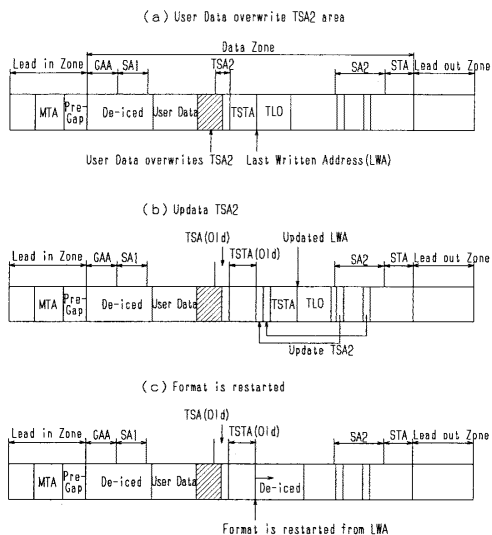 (a) User Data overwrite TSA2 area
Data Zone
Lead in Zone GAA SA1 TSA2 SA2 STA Lead out Zone
MTA Pre-Gap De-iced User Data TSTA TLO
User Data overwrites TSA2 Last Written Address(LWA)
(b) Updata TSA2
TSA(Old) Updated LWA
Lead in Zone GAA SA1 TSTA(Old) SA2 STA Lead out Zone
MTA Pre-Gap De-iced User Data TSTA TLO
Update TSA2
(c) Format is restarted
TSA(Old)
Lead in Zone GAA SA1 TSTA(Old) SA2 STA Lead out Zone
MTA Pre-Gap De-iced User Data De-iced
Format is restarted from LWA